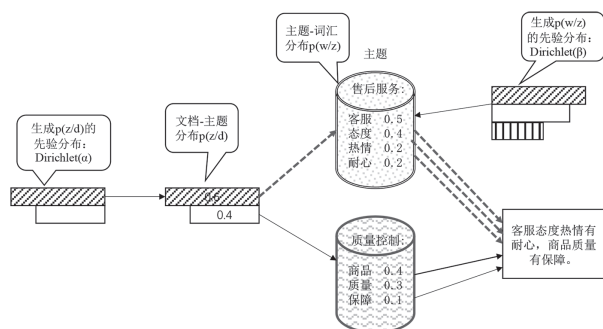 主题-词汇
分布p(w/z)
主题
生成p(w/z)
的先验分布:
Dirichlet(β)
售后服务:
客服 0.5
态度 0.4
热情 0.2
耐心 0.2
生成p(z/d)的
先验分布:
Dirichlet(α)
文档-主题
分布p(z/d)
0.6
0.4
质量控制:
商品 0.4
质量 0.3
保障 0.1
客服态度热情有
耐心，商品质量
有保障。